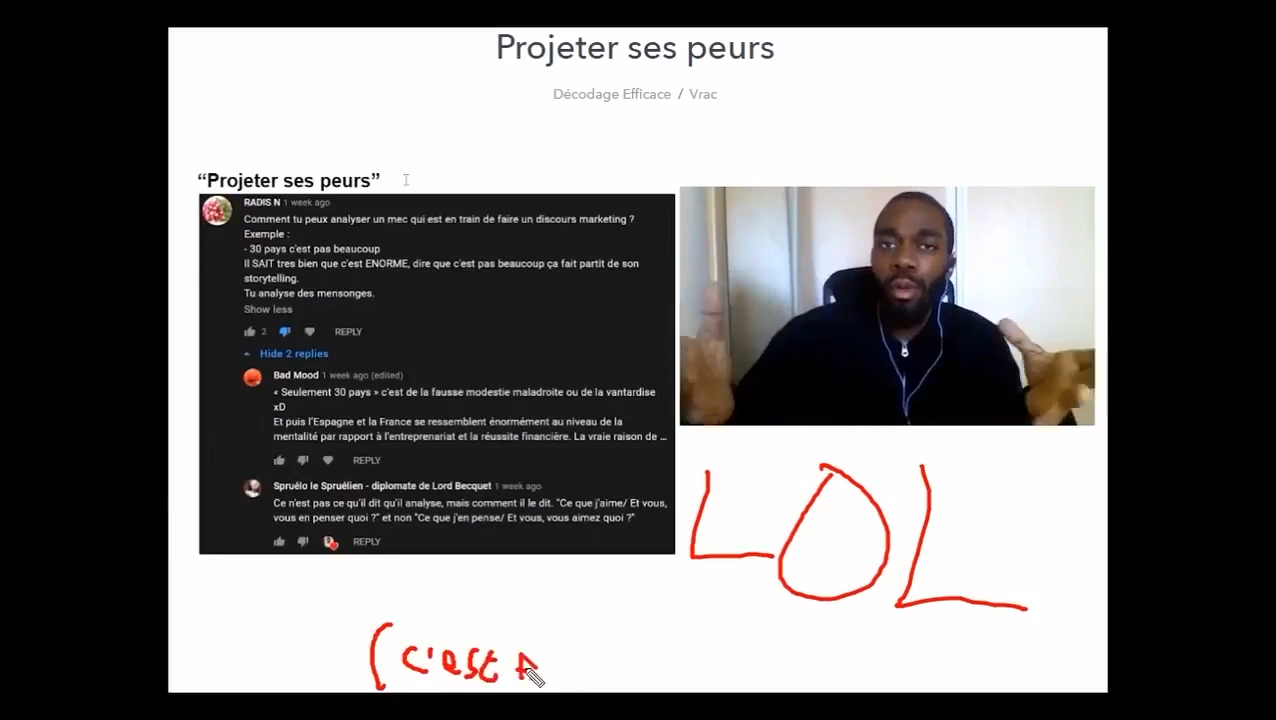 Projeter ses peurs
Décodage Efficace / Vrac
“Projeter ses peurs”
RADIS N 1 week ago
Comment tu peux analyser un mec qui est en train de faire un discours marketing ?
Exemple :
- 30 pays c'est pas beaucoup
Il SAIT tres bien que c'est ENORME, dire que c'est pas beaucoup ça fait partit de son
storytelling.
Tu analyse des mensonges.
Show less
2 REPLY
Hide 2 replies
Bad Mood 1 week ago (edited)
« Seulement 30 pays » c'est de la fausse modestie maladroite ou de la vantardise
xD
Et puis l'Espagne et la France se ressemblent énormément au niveau de la
mentalité par rapport à l'entreprenariat et la réussite financière. La vraie raison de ...
REPLY
Spruélo le Spruélien - diplomate de Lord Becquet 1 week ago
Ce n'est pas ce qu'il dit qu'il analyse, mais comment il le dit. "Ce que j'aime/ Et vous,
vous en penser quoi ?" et non "Ce que j'en pense/ Et vous, vous aimez quoi ?"
REPLY
LOL
(c'est